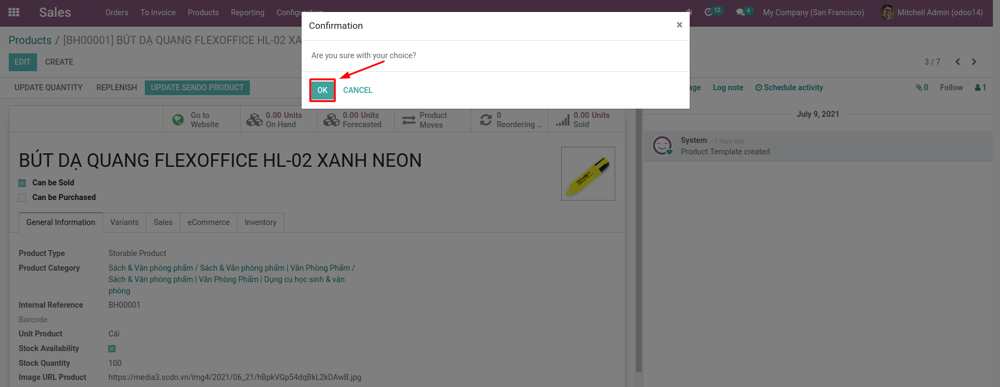 Sales
Orders
To Invoice
Products
Reporting
12
4
My Company (San Francisco)
Mitchell Admin (odoo14)
Confirmation
×
Are you sure with your choice?
OK
CANCEL
Products / [BH00001] BÚT DẠ QUANG FLEXOFFICE HL-02 XA
EDIT
CREATE
3 / 7
UPDATE QUANTITY
REPLENISH
UPDATE SENDO PRODUCT
Log note
Schedule activity
0
Follow
1
Go to
Website
0.00 Units
On Hand
0.00 Units
Forecasted
Product
Moves
0
Reordering ...
0.00 Units
Sold
July 9, 2021
System - 3 days ago
Product Template created
BÚT DẠ QUANG FLEXOFFICE HL-02 XANH NEON
Can be Sold
Can be Purchased
General Information
Variants
Sales
eCommerce
Inventory
Product Type
Storable Product
Product Category
Sách & Văn phòng phẩm / Sách & Văn phòng phẩm | Văn Phòng Phẩm /
Sách & Văn phòng phẩm | Văn Phòng Phẩm | Dụng cụ học sinh & văn
phòng
Internal Reference
BH00001
Barcode
Unit Product
Cái
Stock Availability
Stock Quantity
100
Image URL Product
https://media3.scdn.vn/img4/2021/06_21/hBpkVGp54dqBkL2kDAwB.jpg